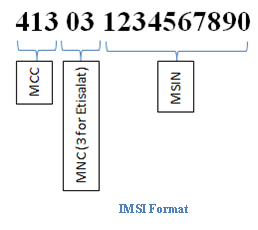 413 03 1234567890
MCC
MNC (3 for Etisalat)
MSIN
IMSI Format